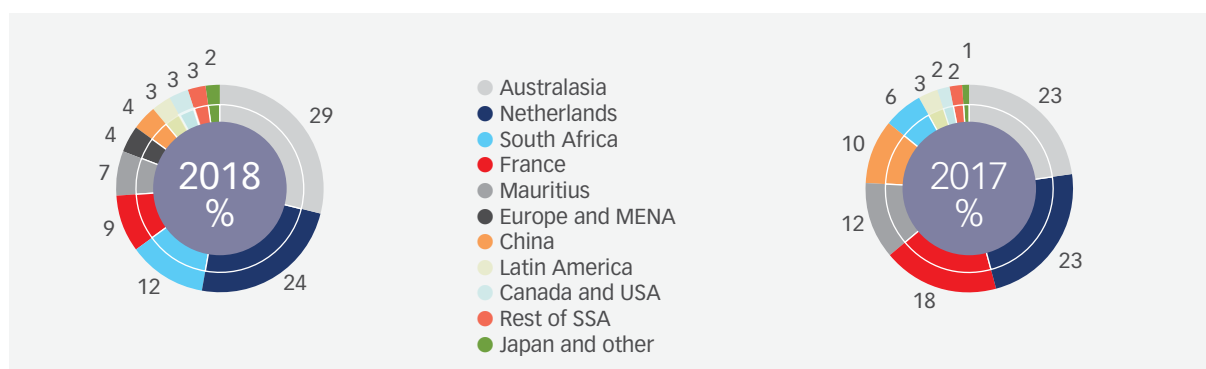 2
3
3
3
4
4
7
9
12
24
29
2018
%
Australasia
Netherlands
South Africa
France
Mauritius
Europe and MENA
China
Latin America
Canada and USA
Rest of SSA
Japan and other
1
2
2
3
6
10
12
18
23
23
2017
%